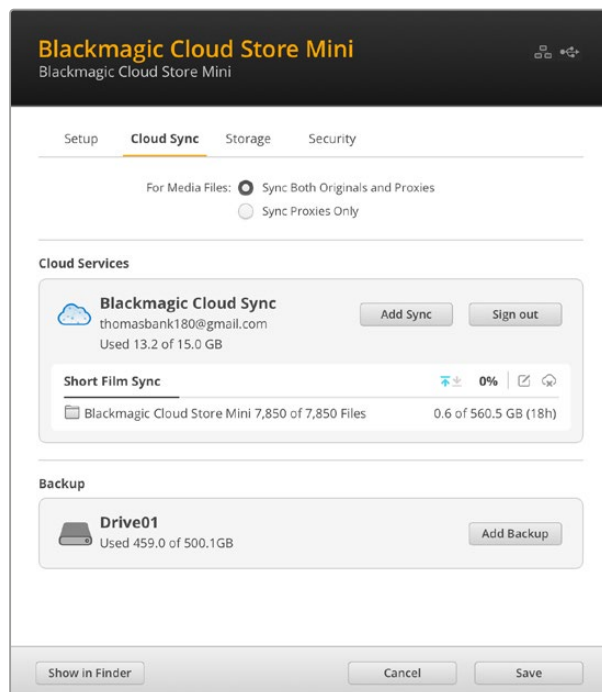 Blackmagic Cloud Store Mini
Blackmagic Cloud Store Mini
Setup Cloud Sync Storage Security
For Media Files: Sync Both Originals and Proxies
Sync Proxies Only
Cloud Services
Blackmagic Cloud Sync
thomasbank180@gmail.com
Used 13.2 of 15.0 GB
Add Sync Sign out
Short Film Sync 0%
Blackmagic Cloud Store Mini 7,850 of 7,850 Files 0.6 of 560.5 GB (18h)
Backup
Drive01
Used 459.0 of 500.1GB
Add Backup
Show in Finder Cancel Save